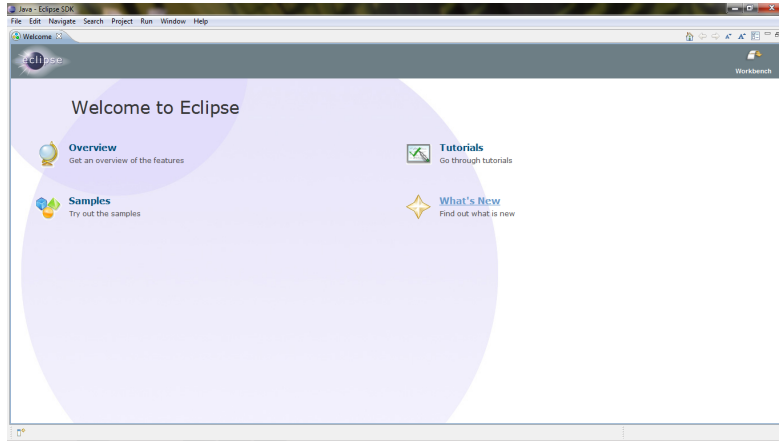 Java - Eclipse SDK
File Edit Navigate Search Project Run Window Help
Welcome
eclipse
Workbench
Welcome to Eclipse
Overview
Get an overview of the features
Tutorials
Go through tutorials
Samples
Try out the samples
What's New
Find out what is new